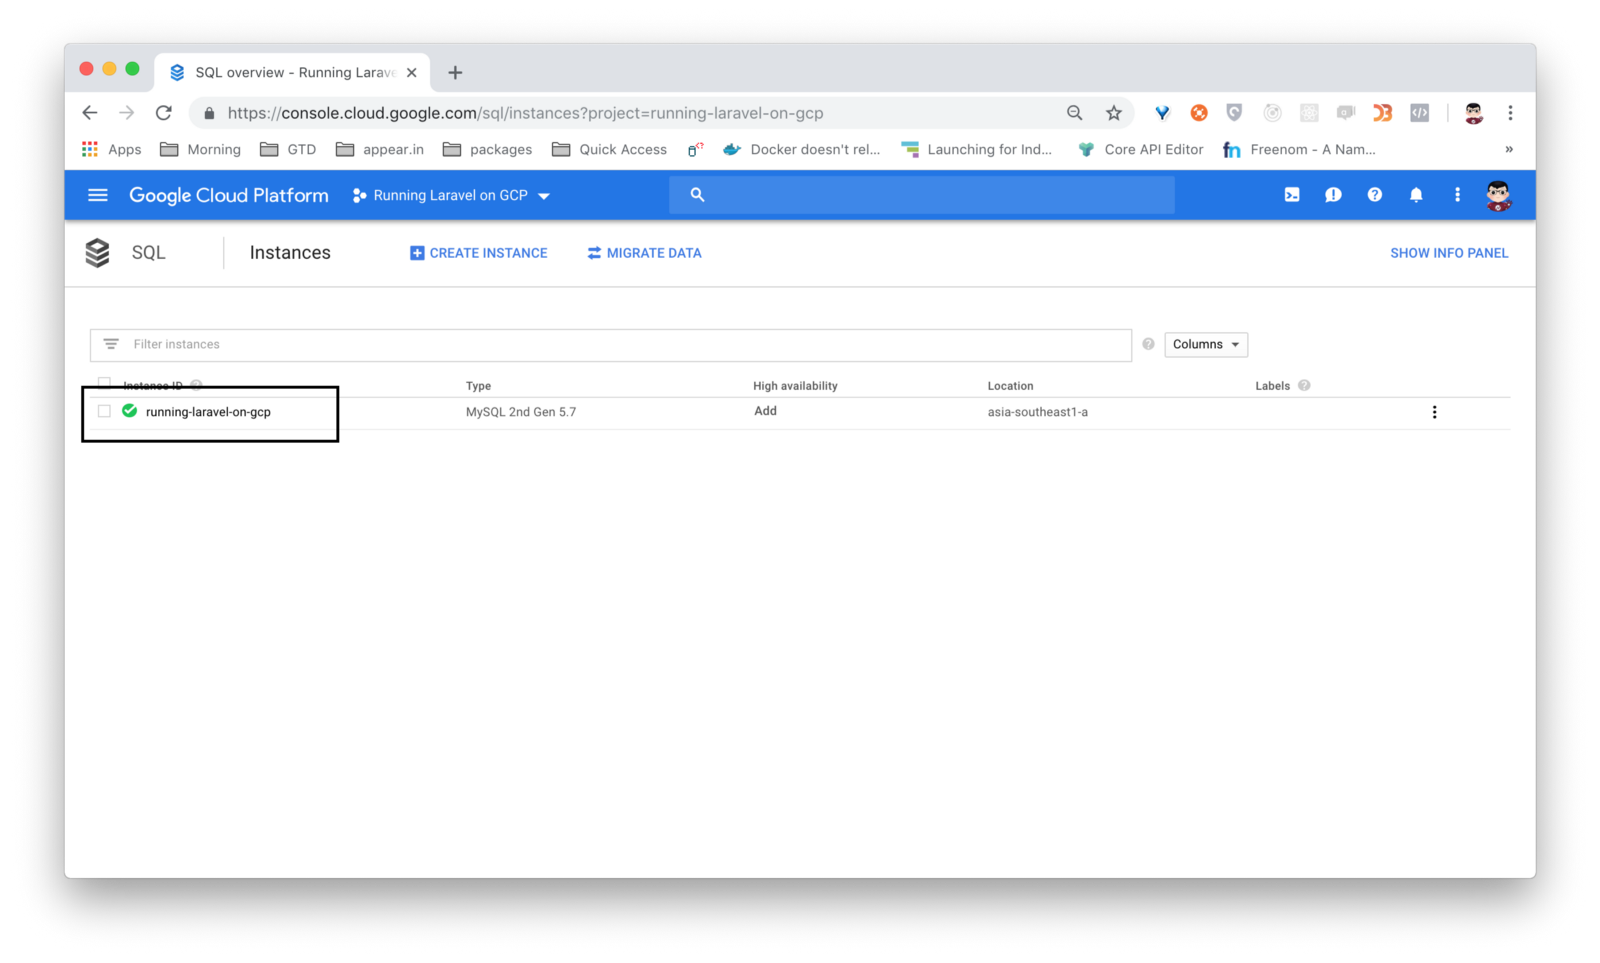 SQL overview - Running Larave
https://console.cloud.google.com/sql/instances?project=running-laravel-on-gcp
Apps Morning GTD appear.in packages Quick Access Docker doesn't rel... Launching for Ind... Core API Editor fn Freenom - A Nam... »
Google Cloud Platform Running Laravel on GCP
SQL Instances CREATE INSTANCE MIGRATE DATA SHOW INFO PANEL
Filter instances Columns
Instance ID Type High availability Location Labels
running-laravel-on-gcp MySQL 2nd Gen 5.7 Add asia-southeast1-a